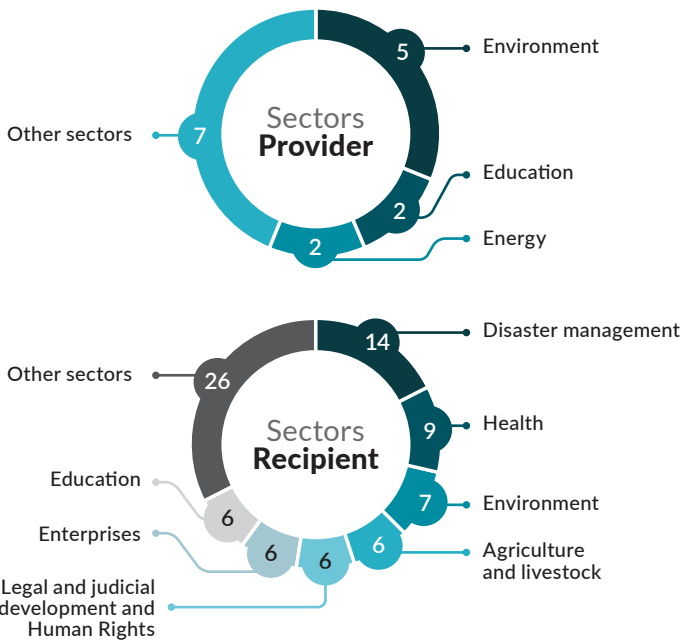 5
Environment
Sectors
Provider
Other sectors
7
Education
2
Energy
2
14
Disaster management
Other sectors
26
Sectors
Recipient
9
Health
Education
6
7
Environment
Enterprises
6
6
6
Agriculture
and livestock
Legal and judicial
development and
Human Rights